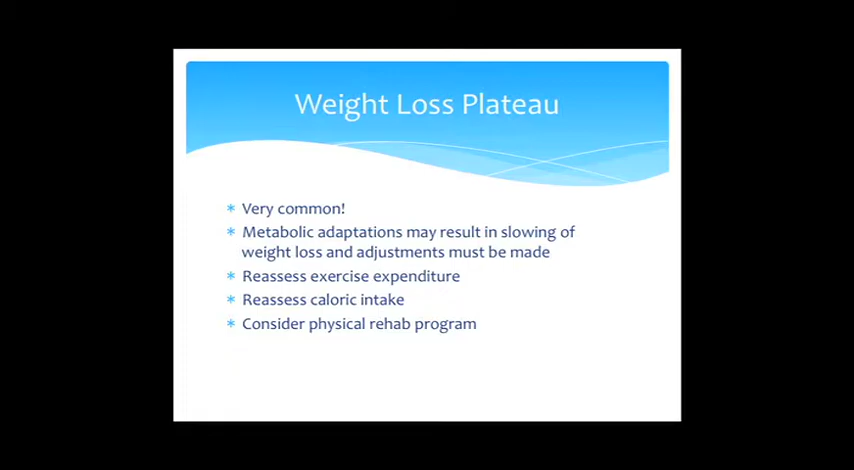 Weight Loss Plateau
* Very common!
* Metabolic adaptations may result in slowing of
weight loss and adjustments must be made
* Reassess exercise expenditure
* Reassess caloric intake
* Consider physical rehab program